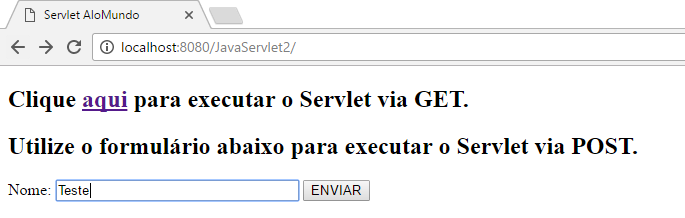 Servlet AloMundo
localhost:8080/JavaServlet2/
Clique aqui para executar o Servlet via GET.
Utilize o formulário abaixo para executar o Servlet via POST.
Nome: Teste ENVIAR